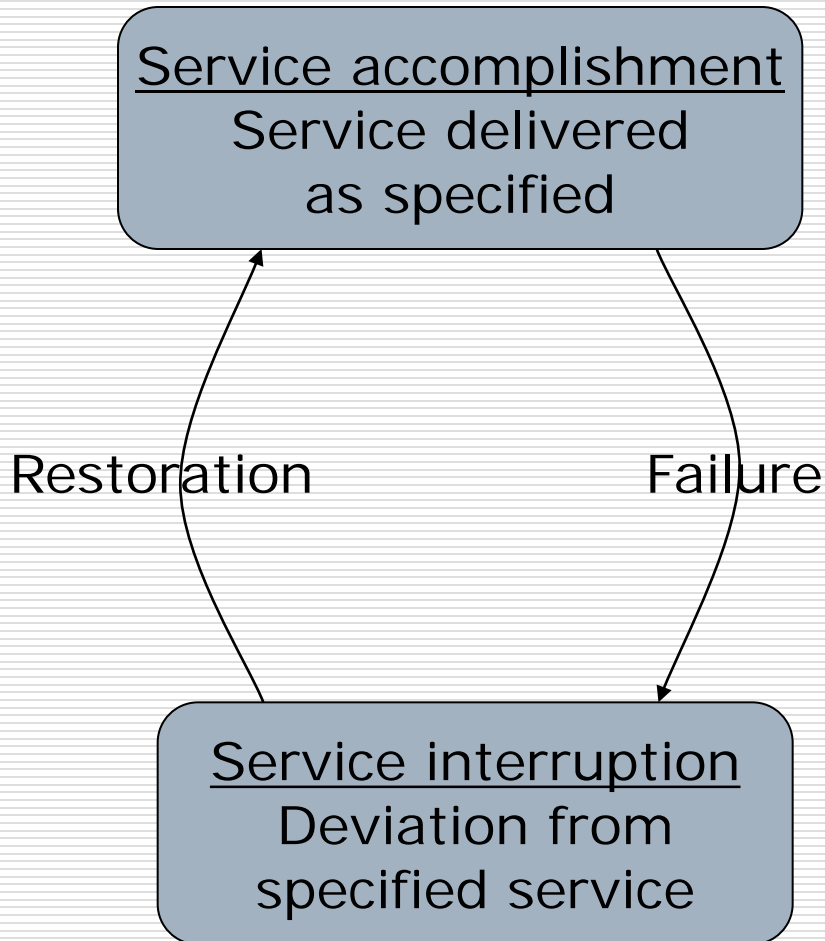 Service accomplishment
Service delivered
as specified
Restoration
Failure
Service interruption
Deviation from
specified service